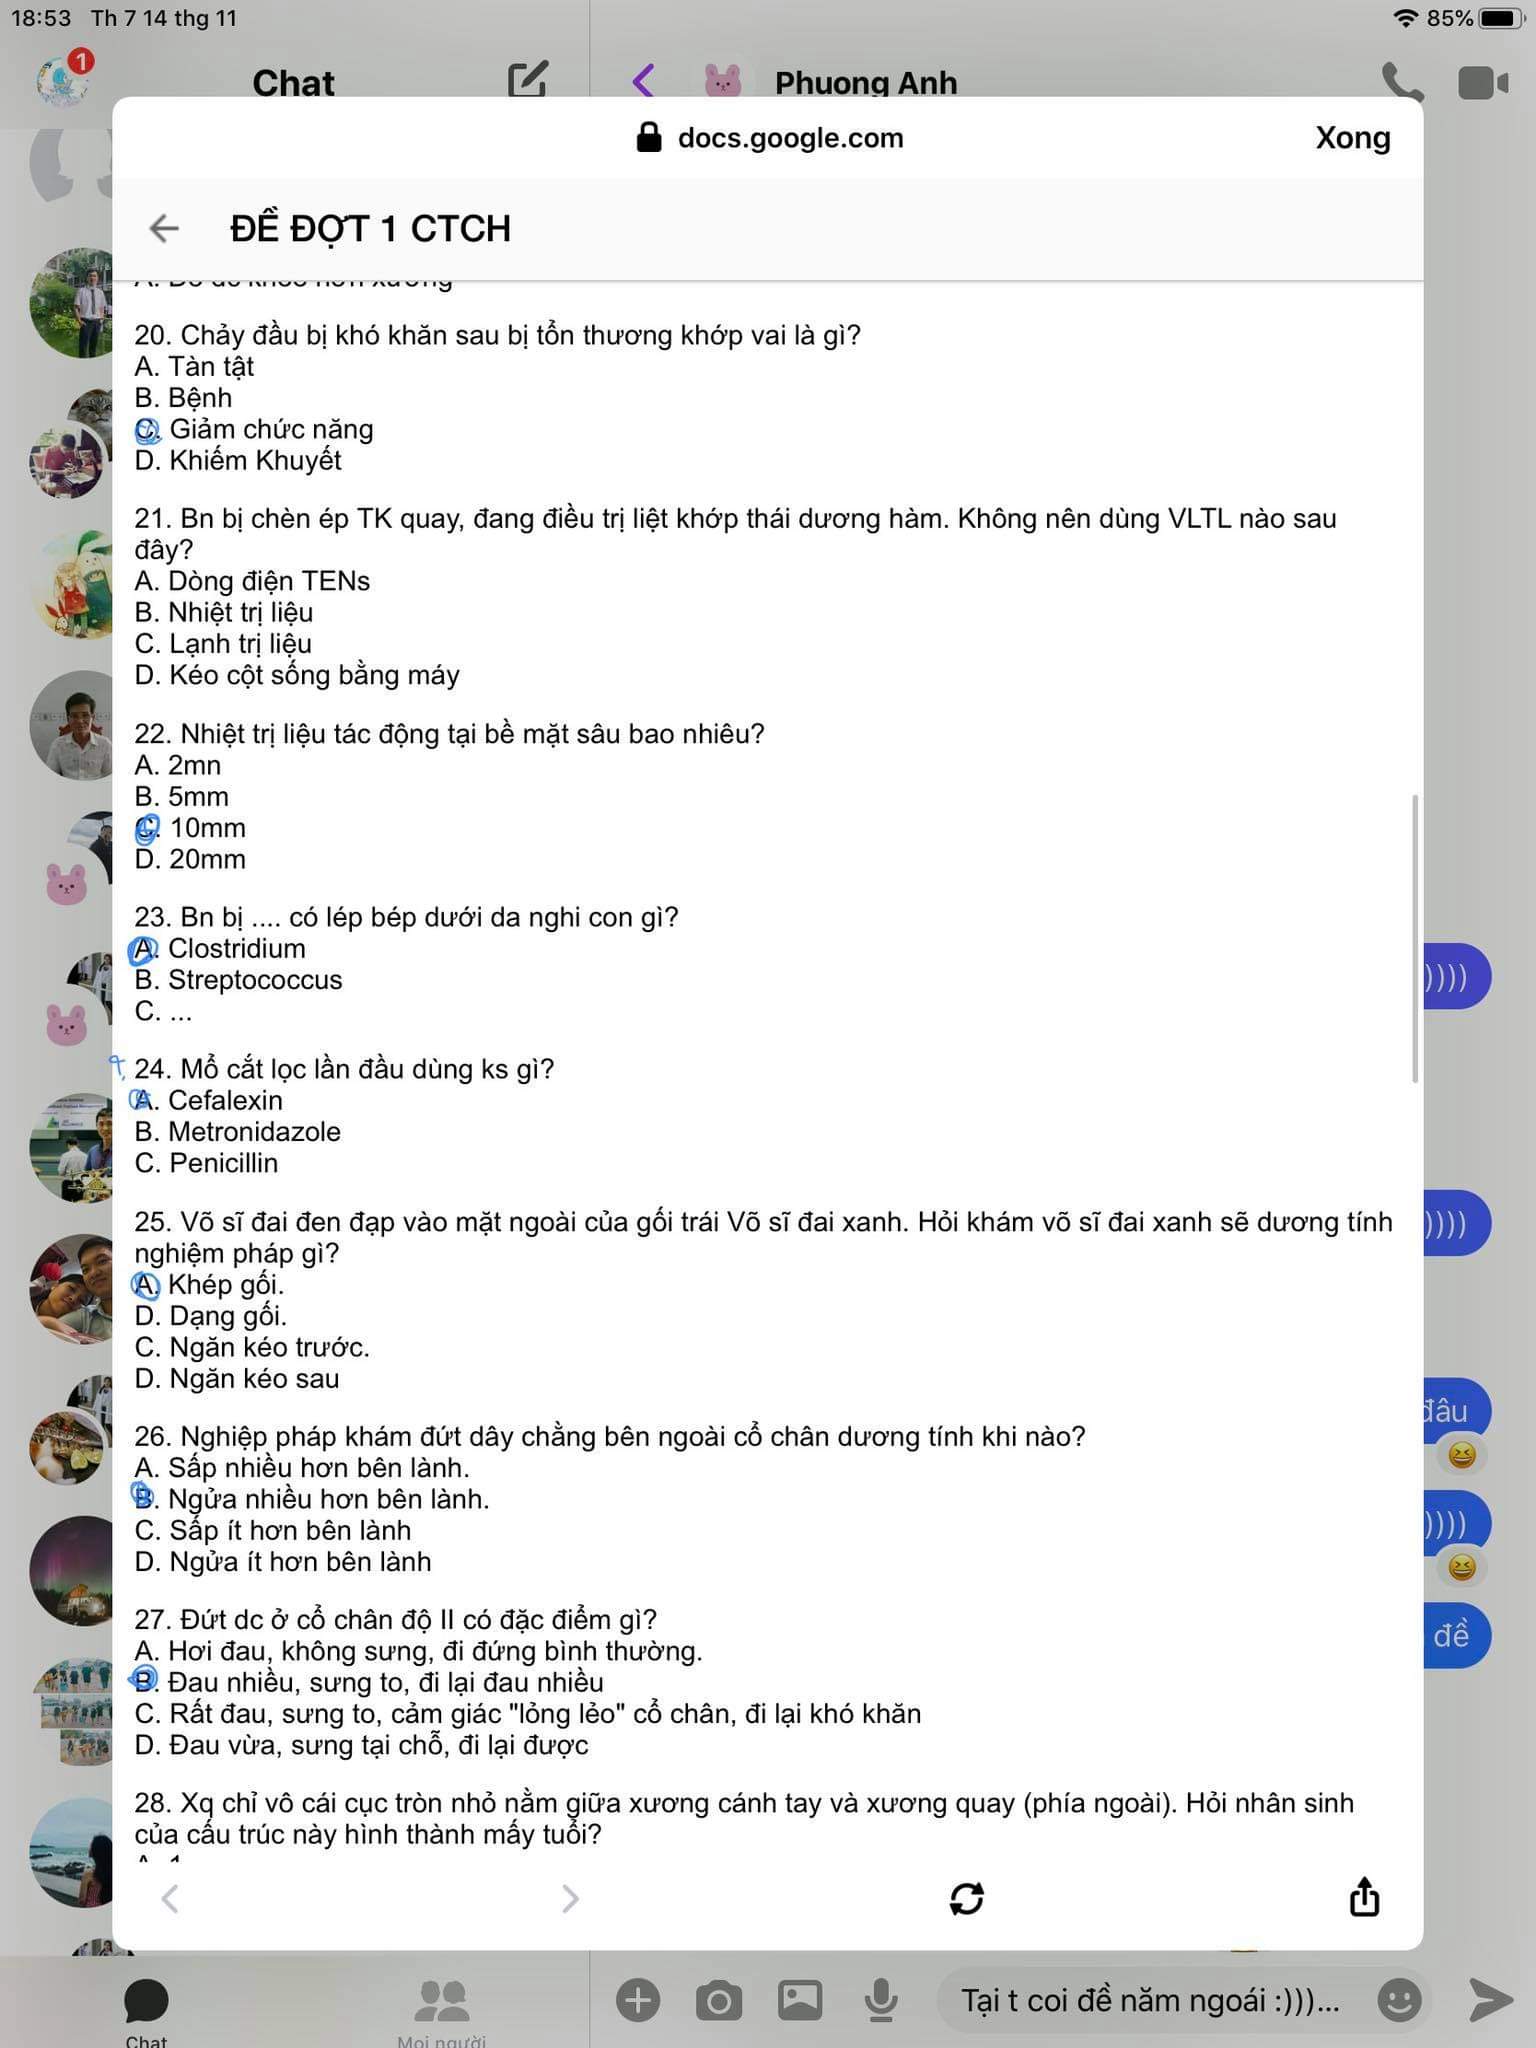 18:53 Th 7 14 thg 11
85%
1
Chat
Phuong Anh
docs.google.com
Xong
ĐỀ ĐỢT 1 CTCH
20. Chảy đầu bị khó khăn sau bị tổn thương khớp vai là gì?
A. Tàn tật
B. Bệnh
C. Giảm chức năng
D. Khiếm Khuyết
21. Bn bị chèn ép TK quay, đang điều trị liệt khớp thái dương hàm. Không nên dùng VLTL nào sau
đây?
A. Dòng điện TENs
B. Nhiệt trị liệu
C. Lạnh trị liệu
D. Kéo cột sống bằng máy
22. Nhiệt trị liệu tác động tại bề mặt sâu bao nhiêu?
A. 2mn
B. 5mm
C. 10mm
D. 20mm
23. Bn bị .... có lép bép dưới da nghi con gì?
A. Clostridium
B. Streptococcus
C. ...
24. Mổ cắt lọc lần đầu dùng ks gì?
A. Cefalexin
B. Metronidazole
C. Penicillin
25. Võ sĩ đai đen đạp vào mặt ngoài của gối trái Võ sĩ đai xanh. Hỏi khám võ sĩ đai xanh sẽ dương tính
nghiệm pháp gì?
A. Khép gối.
D. Dạng gối.
C. Ngăn kéo trước.
D. Ngăn kéo sau
26. Nghiệp pháp khám đứt dây chằng bên ngoài cổ chân dương tính khi nào?
A. Sấp nhiều hơn bên lành.
B. Ngửa nhiều hơn bên lành.
C. Sấp ít hơn bên lành
D. Ngửa ít hơn bên lành
27. Đứt dc ở cổ chân độ II có đặc điểm gì?
A. Hơi đau, không sưng, đi đứng bình thường.
B. Đau nhiều, sưng to, đi lại đau nhiều
C. Rất đau, sưng to, cảm giác "lỏng lẻo" cổ chân, đi lại khó khăn
D. Đau vừa, sưng tại chỗ, đi lại được
28. Xq chỉ vô cái cục tròn nhỏ nằm giữa xương cánh tay và xương quay (phía ngoài). Hỏi nhân sinh
của cấu trúc này hình thành mấy tuổi?
))))
))))
đâu
))))
đề
Tại t coi đề năm ngoái :)))...
Chat
Mọi người